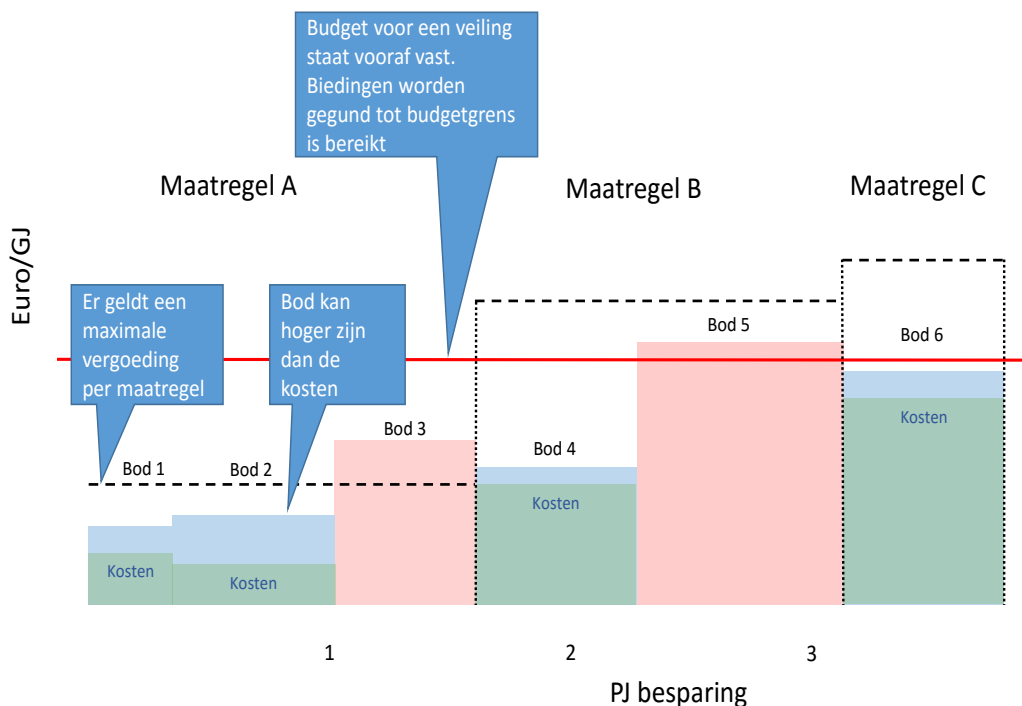 Budget voor een veiling
staat vooraf vast.
Biedingen worden
gegund tot budgetgrens
is bereikt
Maatregel A
Maatregel B
Maatregel C
Euro/GJ
Er geldt een
maximale
vergoeding
per maatregel
Bod kan
hoger zijn
dan de
kosten
Bod 1
Bod 2
Bod 3
Bod 4
Bod 5
Bod 6
Kosten
Kosten
Kosten
Kosten
1
2
3
PJ besparing